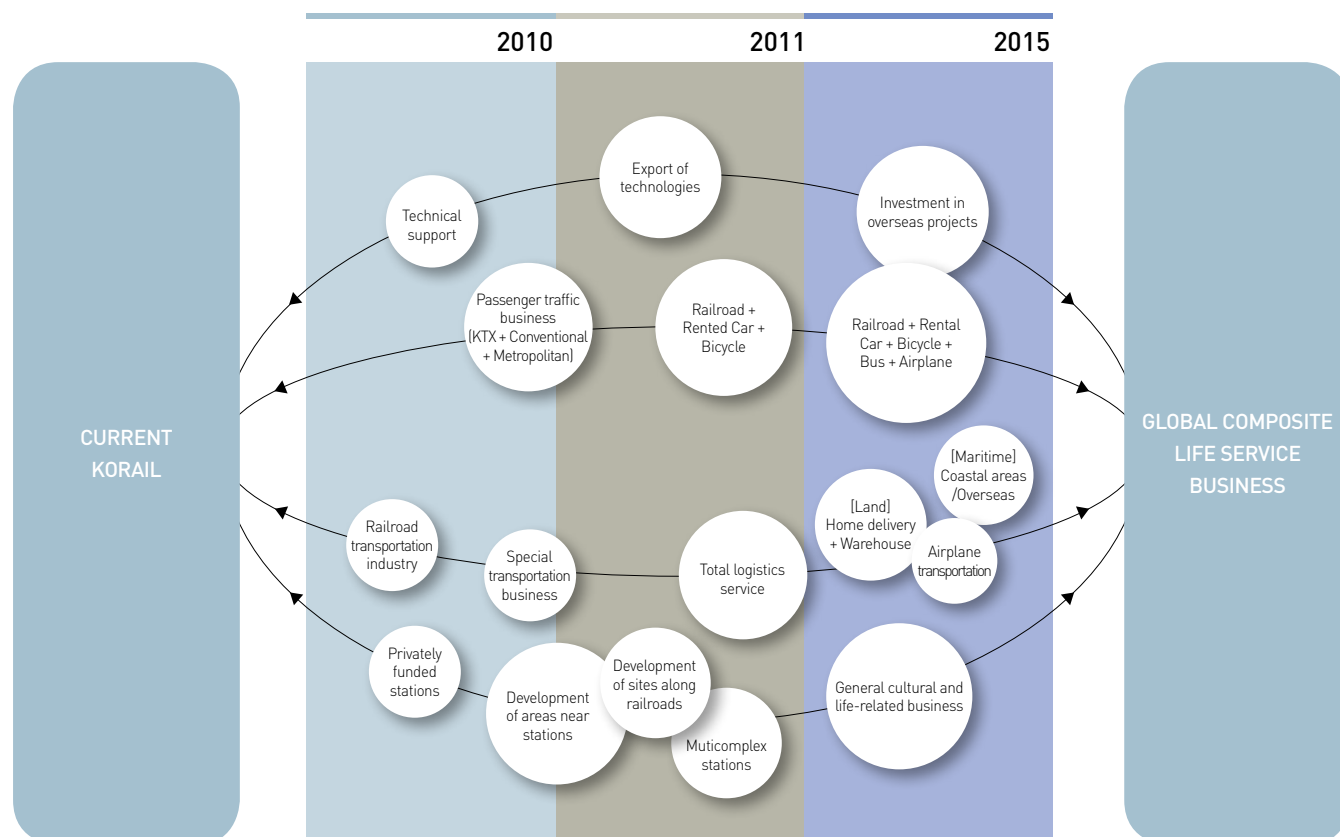 2010
2011
2015
CURRENT
KORAIL
Technical
support
Export of
technologies
Investment in
overseas projects
Passenger traffic
business
(KTX + Conventional
+ Metropolitan)
Railroad +
Rented Car +
Bicycle
Railroad + Rental
Car + Bicycle +
Bus + Airplane
Railroad
transportation
industry
Special
transportation
business
Total logistics
service
[Land]
Home delivery
+ Warehouse
[Maritime]
Coastal areas
/Overseas
Airplane
transportation
Privately
funded
stations
Development
of areas near
stations
Development
of sites along
railroads
Muticomplex
stations
General cultural and
life-related business
GLOBAL COMPOSITE
LIFE SERVICE
BUSINESS